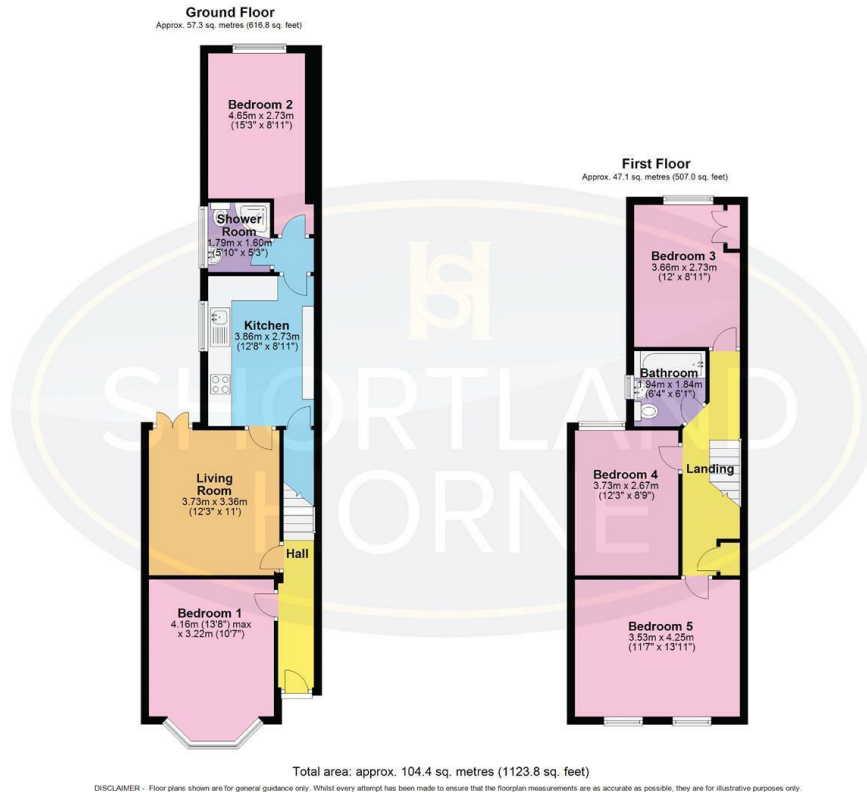 Ground Floor
Approx. 57.3 sq. metres (616.8 sq. feet)
Bedroom 2
4.65m x 2.73m
(15'3" x 8'11")
Shower
Room
1.79m x 1.60m
(5'10" x 5'3")
Kitchen
3.86m x 2.73m
(12'8" x 8'11")
Living
Room
3.73m x 3.36m
(12'3" x 11')
Hall
Bedroom 1
4.16m (13'8") max
x 3.22m (10'7")
First Floor
Approx. 47.1 sq. metres (507.0 sq. feet)
Bedroom 3
3.66m x 2.73m
(12' x 8'11")
Bathroom
1.94m x 1.84m
(6'4" x 6'1")
Landing
Bedroom 4
3.73m x 2.67m
(12'3" x 8'9")
Bedroom 5
3.53m x 4.25m
(11'7" x 13'11")
SH
SHORTLAND
HORNE
Total area: approx. 104.4 sq. metres (1123.8 sq. feet)
DISCLAIMER - Floor plans shown are for general guidance only. Whilst every attempt has been made to ensure that the floorplan measurements are as accurate as possible, they are for illustrative purposes only.